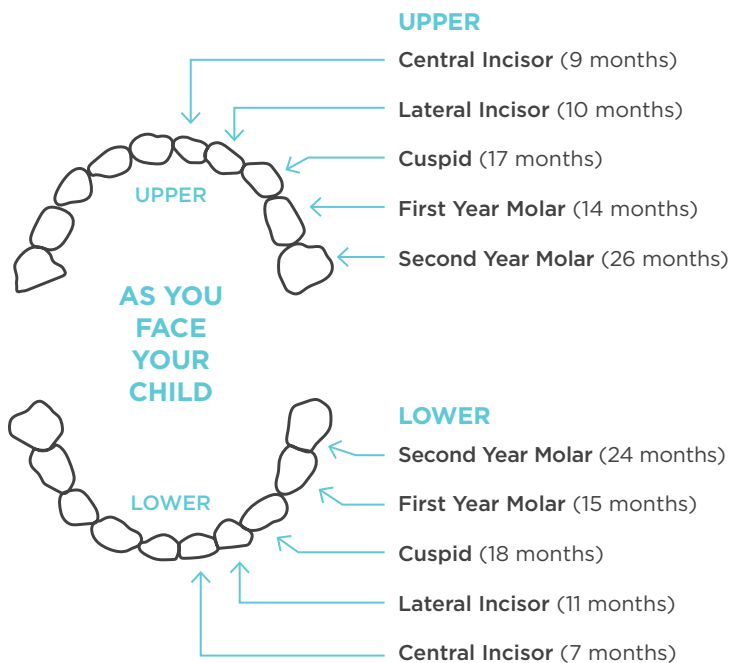 UPPER
Central Incisor (9 months)
Lateral Incisor (10 months)
Cuspid (17 months)
UPPER
First Year Molar (14 months)
Second Year Molar (26 months)
AS YOU
FACE
YOUR
CHILD
LOWER
Second Year Molar (24 months)
LOWER
First Year Molar (15 months)
Cuspid (18 months)
Lateral Incisor (11 months)
Central Incisor (7 months)